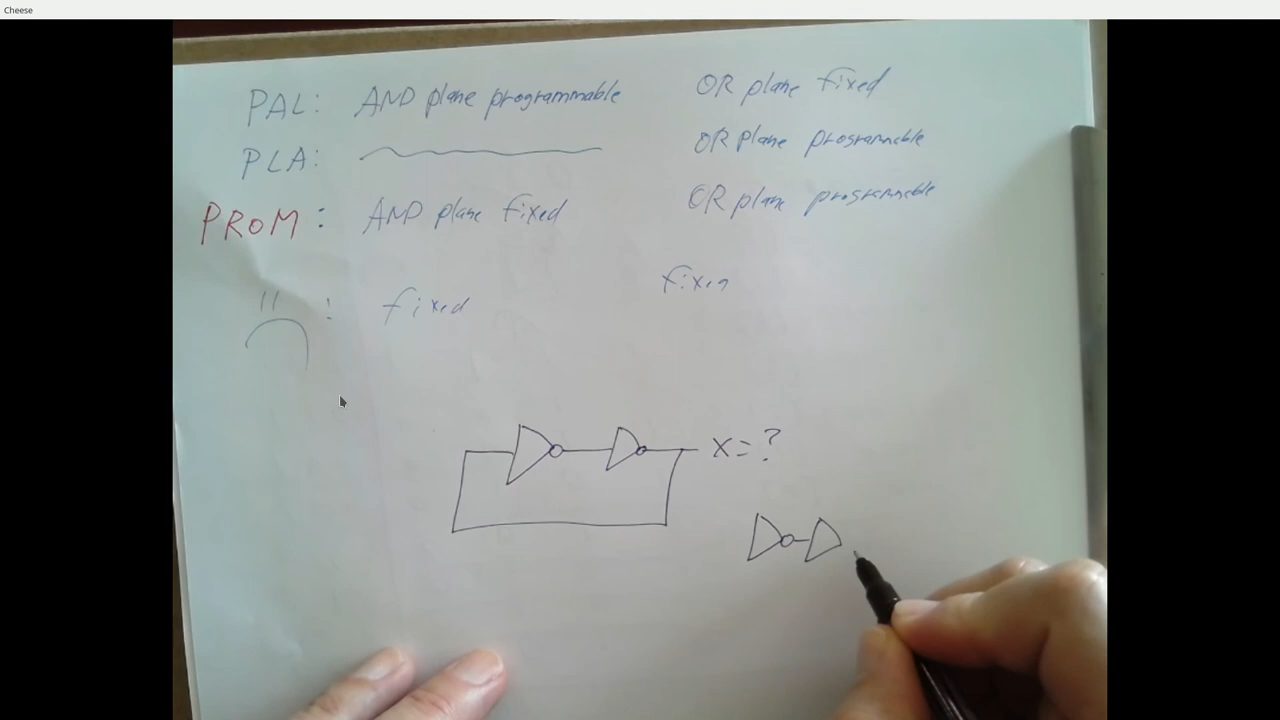 Cheese
PAL: AND plane programmable OR plane fixed
PLA: OR plane programmable
PROM: AND plane fixed OR plane programmable
" : fixed fixed
x=?